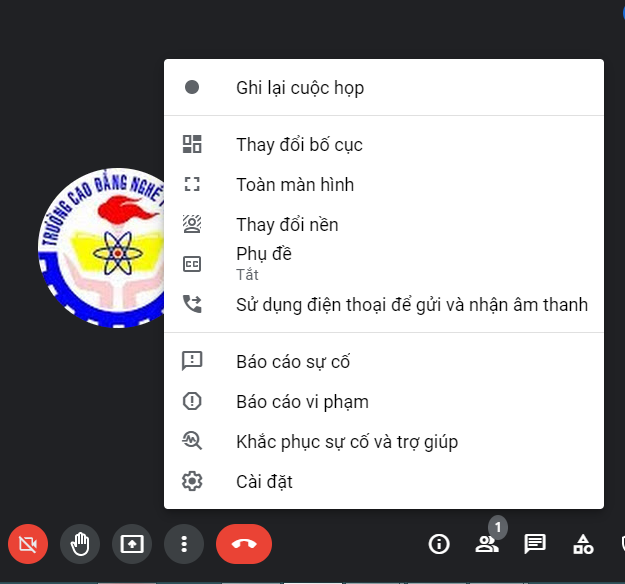 Ghi lại cuộc họp
Thay đổi bố cục
Toàn màn hình
Thay đổi nền
Phụ đề
Tắt
Sử dụng điện thoại để gửi và nhận âm thanh
Báo cáo sự cố
Báo cáo vi phạm
Khắc phục sự cố và trợ giúp
Cài đặt
TRƯỜNG CAO ĐẲNG NGHỀ
CC
1